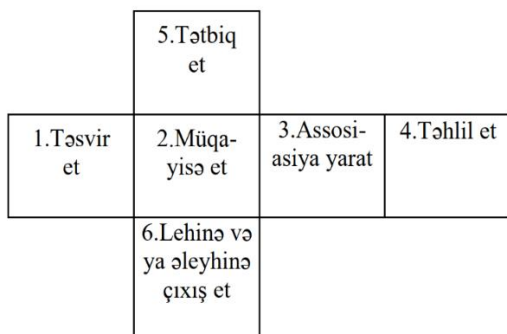 5.Tətbiq
et
1.Təsvir
et
2.Müqa-
yisə et
3.Assosi-
asiya yarat
4.Təhlil et
6.Lehinə və
ya əleyhinə
çıxış et